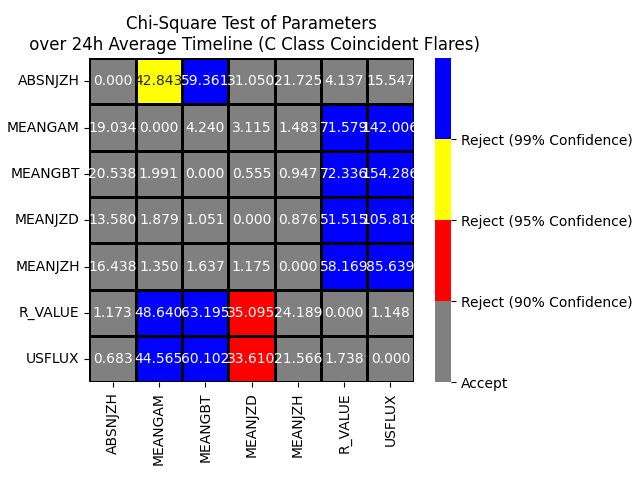 Chi-Square Test of Parameters
over 24h Average Timeline (C Class Coincident Flares)
ABSNJZH 0.000 42.843 59.361 31.050 21.725 4.137 15.547
MEANGAM 19.034 0.000 4.240 3.115 1.483 71.579 142.006
MEANGBT 20.538 1.991 0.000 0.555 0.947 72.336 154.286
MEANJZD 13.580 1.879 1.051 0.000 0.876 51.515 105.818
MEANJZH 16.438 1.350 1.637 1.175 0.000 58.169 85.639
R_VALUE 1.173 48.640 63.195 35.095 24.189 0.000 1.148
USFLUX 0.683 44.565 60.102 33.610 21.566 1.738 0.000
ABSNJZH MEANGAM MEANGBT MEANJZD MEANJZH R_VALUE USFLUX
Reject (99% Confidence)
Reject (95% Confidence)
Reject (90% Confidence)
Accept